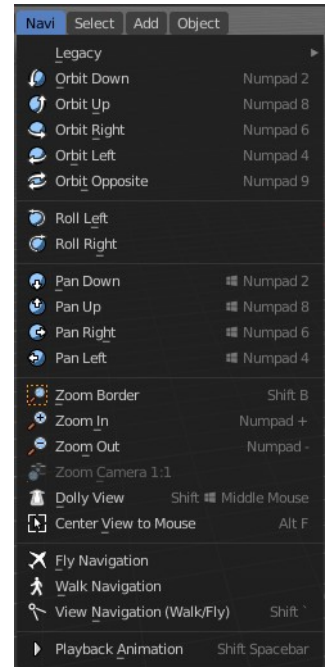 Navi Select Add Object
Legacy
Orbit Down Numpad 2
Orbit Up Numpad 8
Orbit Right Numpad 6
Orbit Left Numpad 4
Orbit Opposite Numpad 9
Roll Left
Roll Right
Pan Down Numpad 2
Pan Up Numpad 8
Pan Right Numpad 6
Pan Left Numpad 4
Zoom Border Shift B
Zoom In Numpad +
Zoom Out Numpad -
Zoom Camera 1:1
Dolly View Shift Middle Mouse
Center View to Mouse Alt F
Fly Navigation
Walk Navigation
View Navigation (Walk/Fly) Shift `
Playback Animation Shift Spacebar